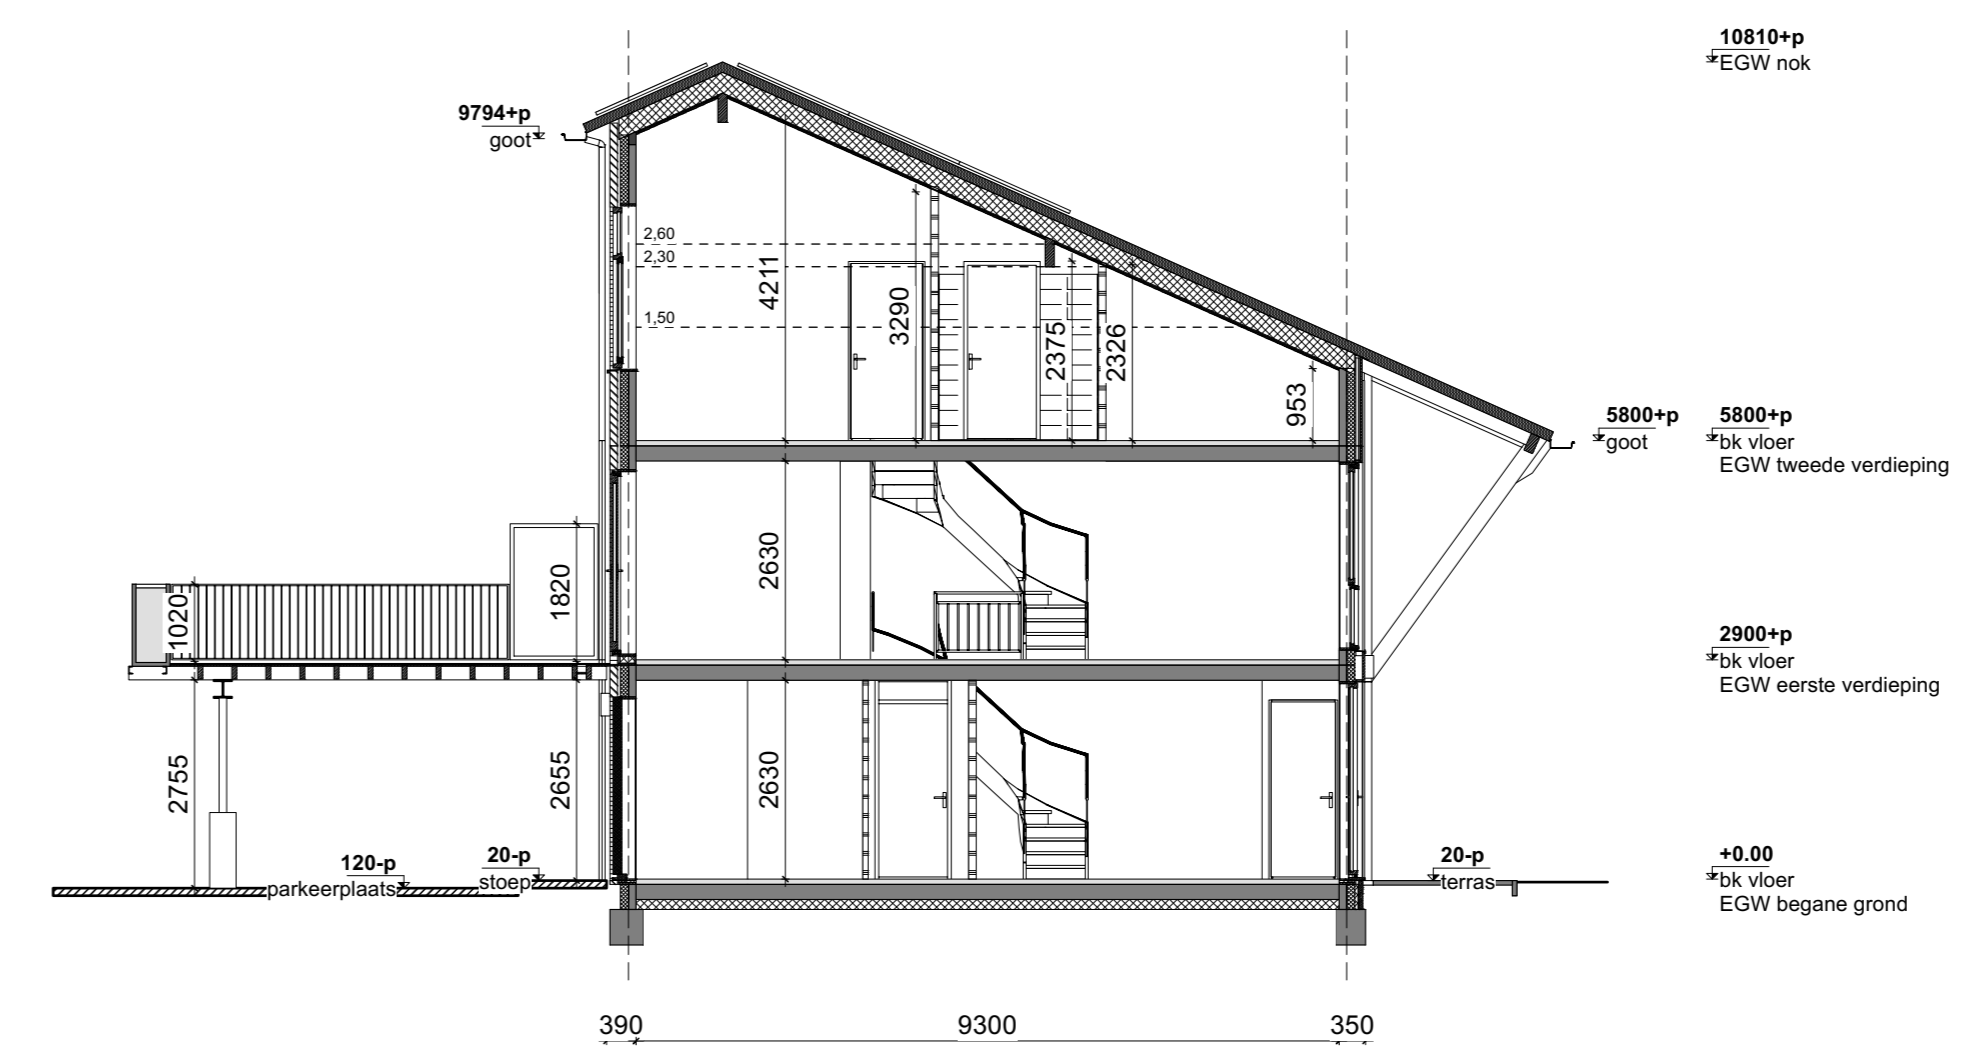 10810+p
EGW nok
9794+p
goot
2,60
2,30
1,50
4211
3290
2375
2326
953
5800+p
goot
5800+p
bk vloer
EGW tweede verdieping
1020
1820
2630
2900+p
bk vloer
EGW eerste verdieping
2755
2655
2630
120-p
parkeerplaats
20-p
stoep
20-p
terras
+0.00
bk vloer
EGW begane grond
390
9300
350